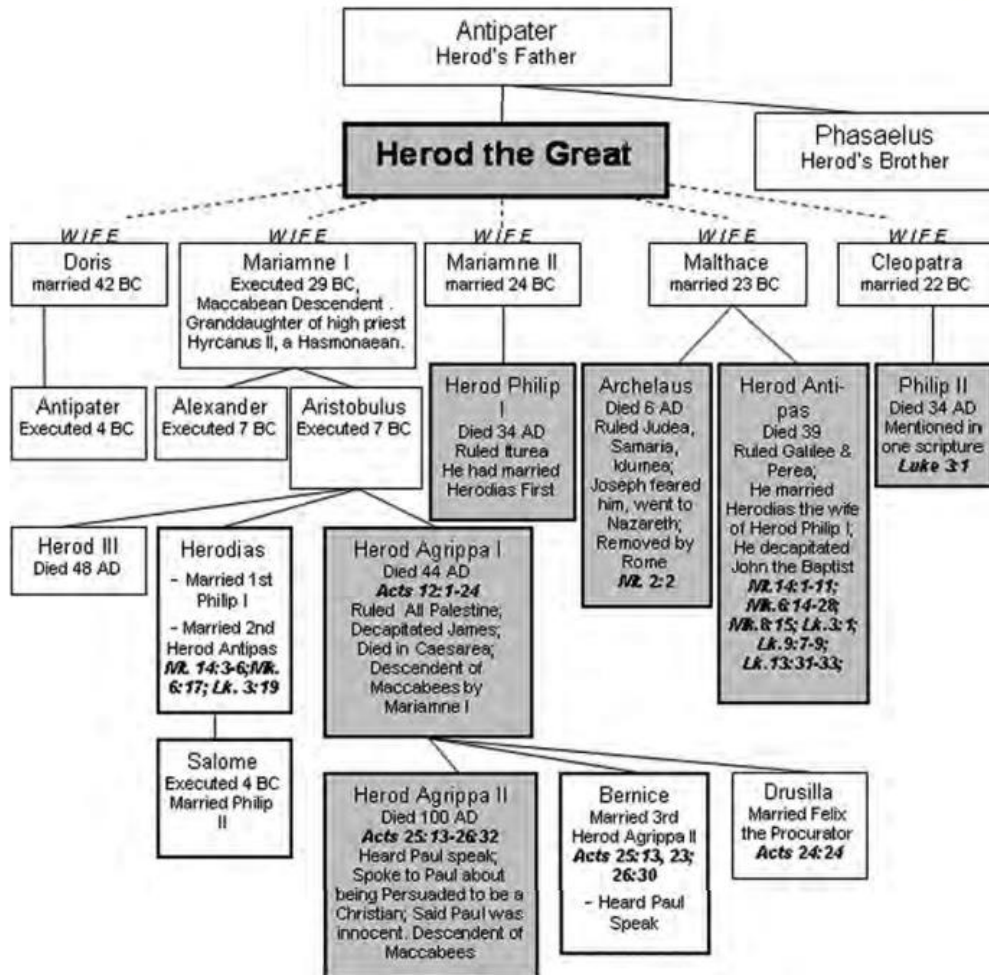 Antipater
Herod's Father
Herod the Great
Phasaelus
Herod's Brother
WIFE
Doris
married 42 BC
WIFE
Mariamne I
Executed 29 BC,
Maccabean Descendent .
Granddaughter of high priest
Hyrcanus II, a Hasmonaean.
WIFE
Mariamne II
married 24 BC
WIFE
Malthace
married 23 BC
WIFE
Cleopatra
married 22 BC
Antipater
Executed 4 BC
Alexander
Executed 7 BC
Aristobulus
Executed 7 BC
Herod Philip
I
Died 34 AD
Ruled Iturea
He had married
Herodias First
Archelaus
Died 6 AD
Ruled Judea,
Samaria,
Idumea;
Joseph feared
him, went to
Nazareth;
Removed by
Rome
Mt. 2:2
Herod Anti-
pas
Died 39
Ruled Galilee &
Perea;
He married
Herodias the wife
of Herod Philip I;
He decapitated
John the Baptist
Mt.14:1-11;
Mk.6:14-28;
Mk.8:15; Lk.3:1;
Lk.9:7-9;
Lk.13:31-33;
Philip II
Died 34 AD
Mentioned in
one scripture
Luke 3:1
Herod III
Died 48 AD
Herodias
- Married 1st
Philip I
- Married 2nd
Herod Antipas
Mt. 14:3-6;Mk.
6:17; Lk. 3:19
Herod Agrippa I
Died 44 AD
Acts 12:1-24
Ruled All Palestine;
Decapitated James;
Died in Caesarea;
Descendent of
Maccabees by
Mariamne I
Salome
Executed 4 BC
Married Philip
II
Herod Agrippa II
Died 100 AD
Acts 25:13-26:32
Heard Paul speak;
Spoke to Paul about
being Persuaded to be a
Christian; Said Paul was
innocent. Descendent of
Maccabees
Bernice
Married 3rd
Herod Agrippa II
Acts 25:13, 23;
26:30
- Heard Paul
Speak
Drusilla
Married Felix
the Procurator
Acts 24:24